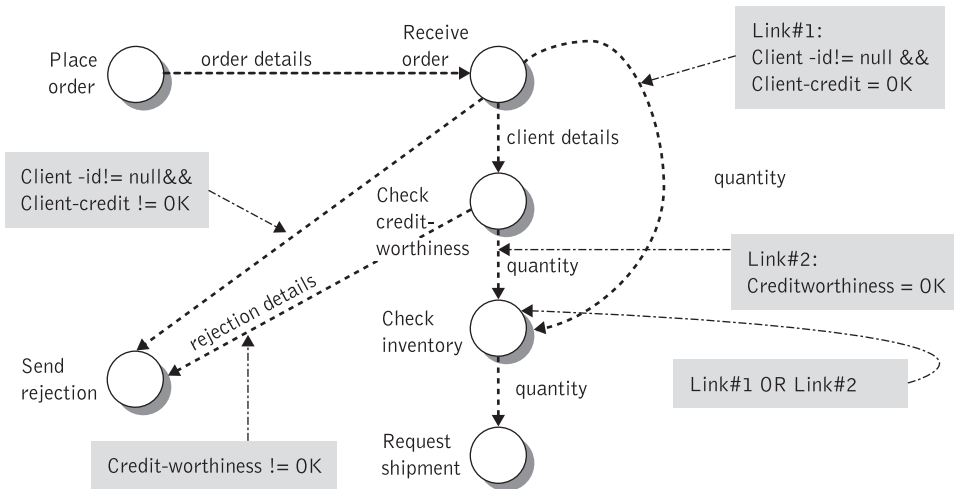 Place
order
order details
Receive
order
Link#1:
Client -id!= null &&
Client-credit = OK
client details
quantity
Client -id!= null&&
Client-credit != OK
Check
credit-
worthiness
quantity
Link#2:
Creditworthiness = OK
rejection details
Check
inventory
Send
rejection
quantity
Link#1 OR Link#2
Credit-worthiness != OK
Request
shipment